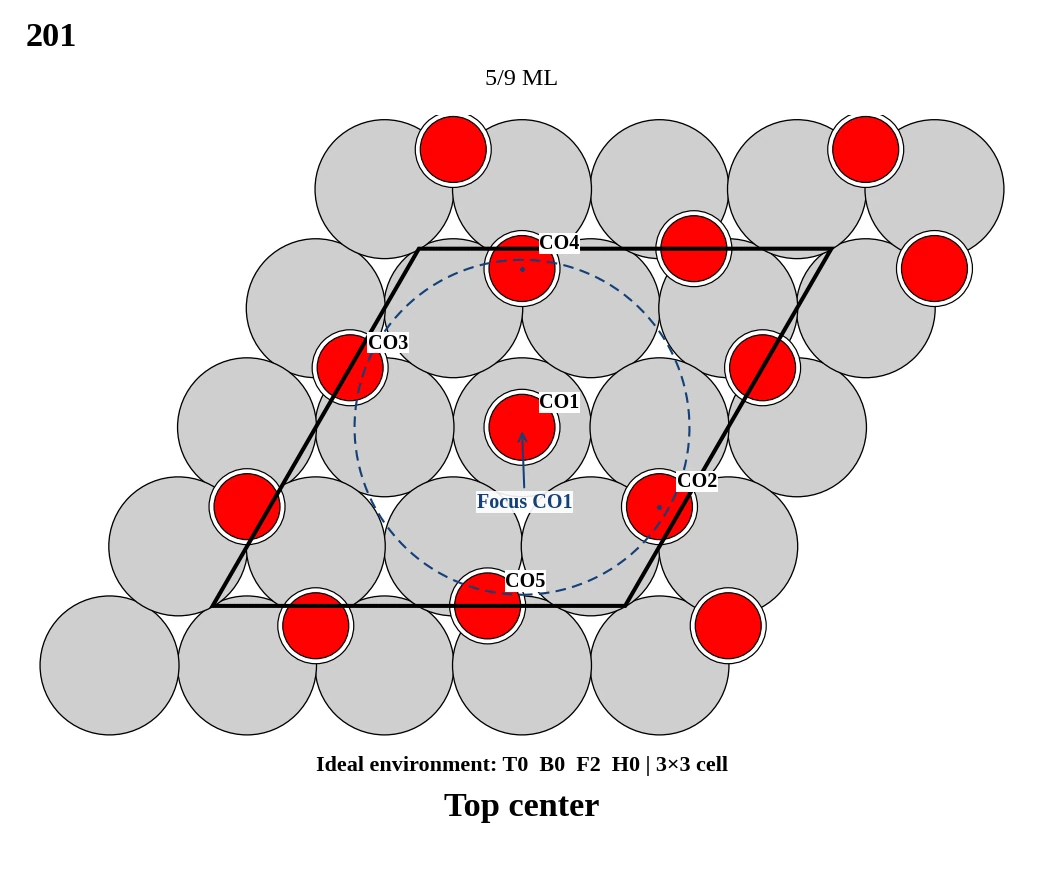 201
5/9 ML
CO4
CO3
CO1
CO2
Focus CO1
CO5
Ideal environment: T0 B0 F2 H0 | 3×3 cell
Top center